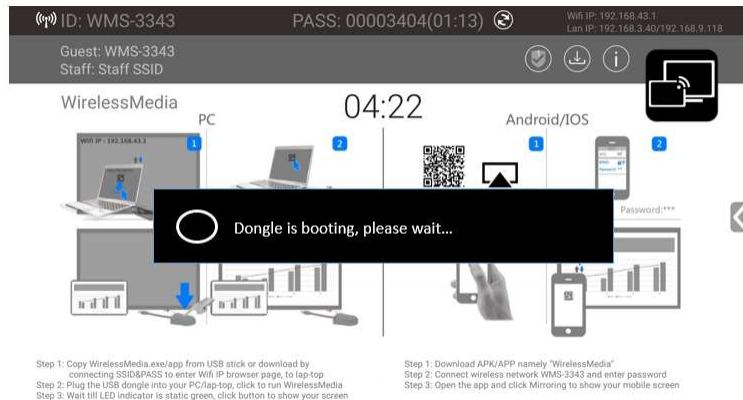 ID: WMS-3343
PASS: 00003404(01:13)
Wifi IP: 192.168.43.1
Lan IP: 192.168.3.40/192.168.9.118
Guest: WMS-3343
Staff: Staff SSID
WirelessMedia
04:22
PC
Android/IOS
Wifi IP : 192.168.43.1
1
2
1
2
Password:***
Dongle is booting, please wait...
Step 1: Copy WirelessMedia.exe/app from USB stick or download by
connecting SSID&PASS to enter Wifi IP browser page, to lap-top
Step 2: Plug the USB dongle into your PC/lap-top, click to run WirelessMedia
Step 3: Wait till LED indicator is static green, click button to show your screen
Step 1: Download APK/APP namely "WirelessMedia"
Step 2: Connect wireless network WMS-3343 and enter password
Step 3: Open the app and click Mirroring to show your mobile screen